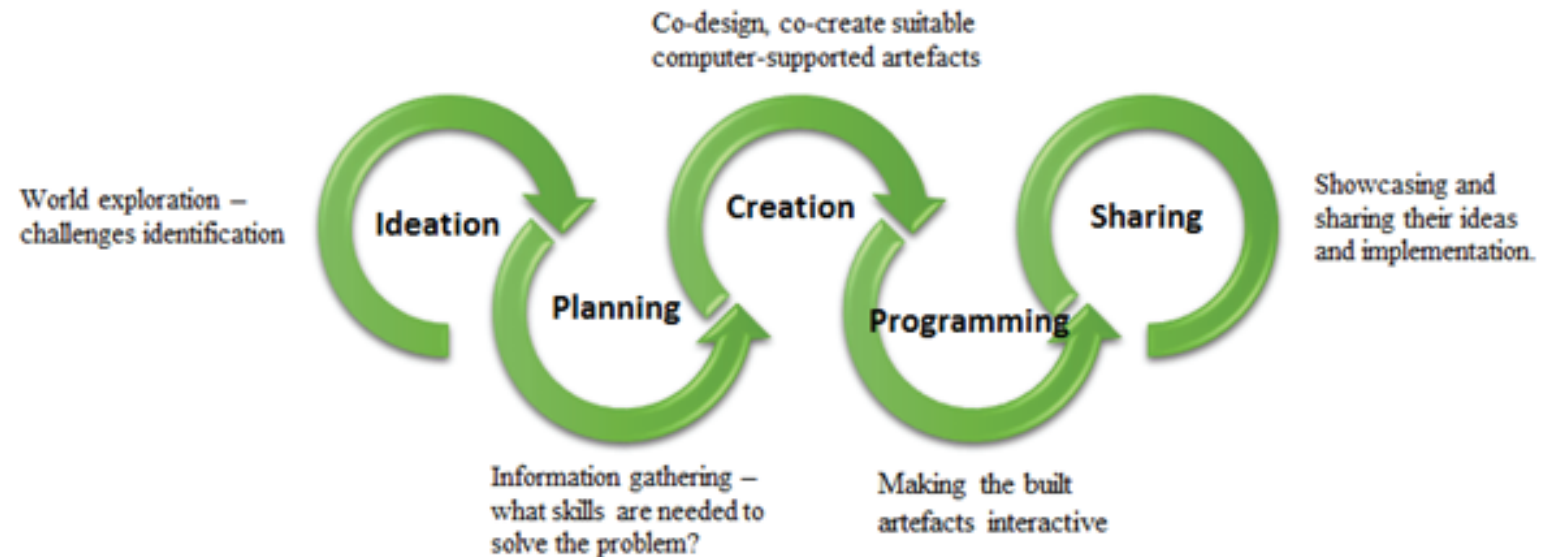 Co-design, co-create suitable
computer-supported artefacts
World exploration –
challenges identification
Ideation
Planning
Information gathering –
what skills are needed to
solve the problem?
Creation
Programming
Making the built
artefacts interactive
Sharing
Showcasing and
sharing their ideas
and implementation.